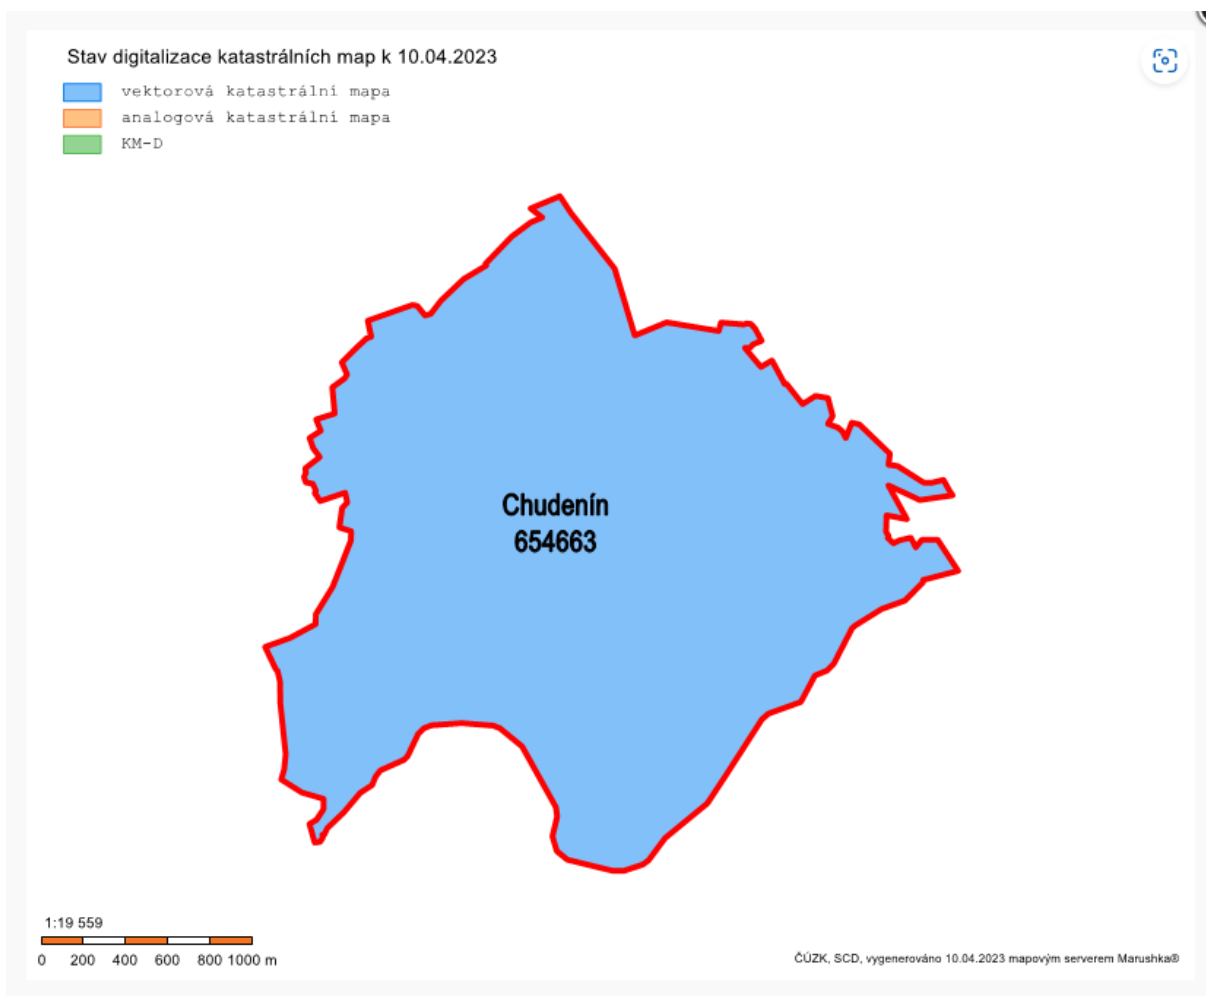 Stav digitalizace katastrálních map k 10.04.2023
vektorová katastrální mapa
analogová katastrální mapa
KM-D
Chudenín
654663
1:19 559
0 200 400 600 800 1000 m
ČÚZK, SCD, vygenerováno 10.04.2023 mapovým serverem Marushka®